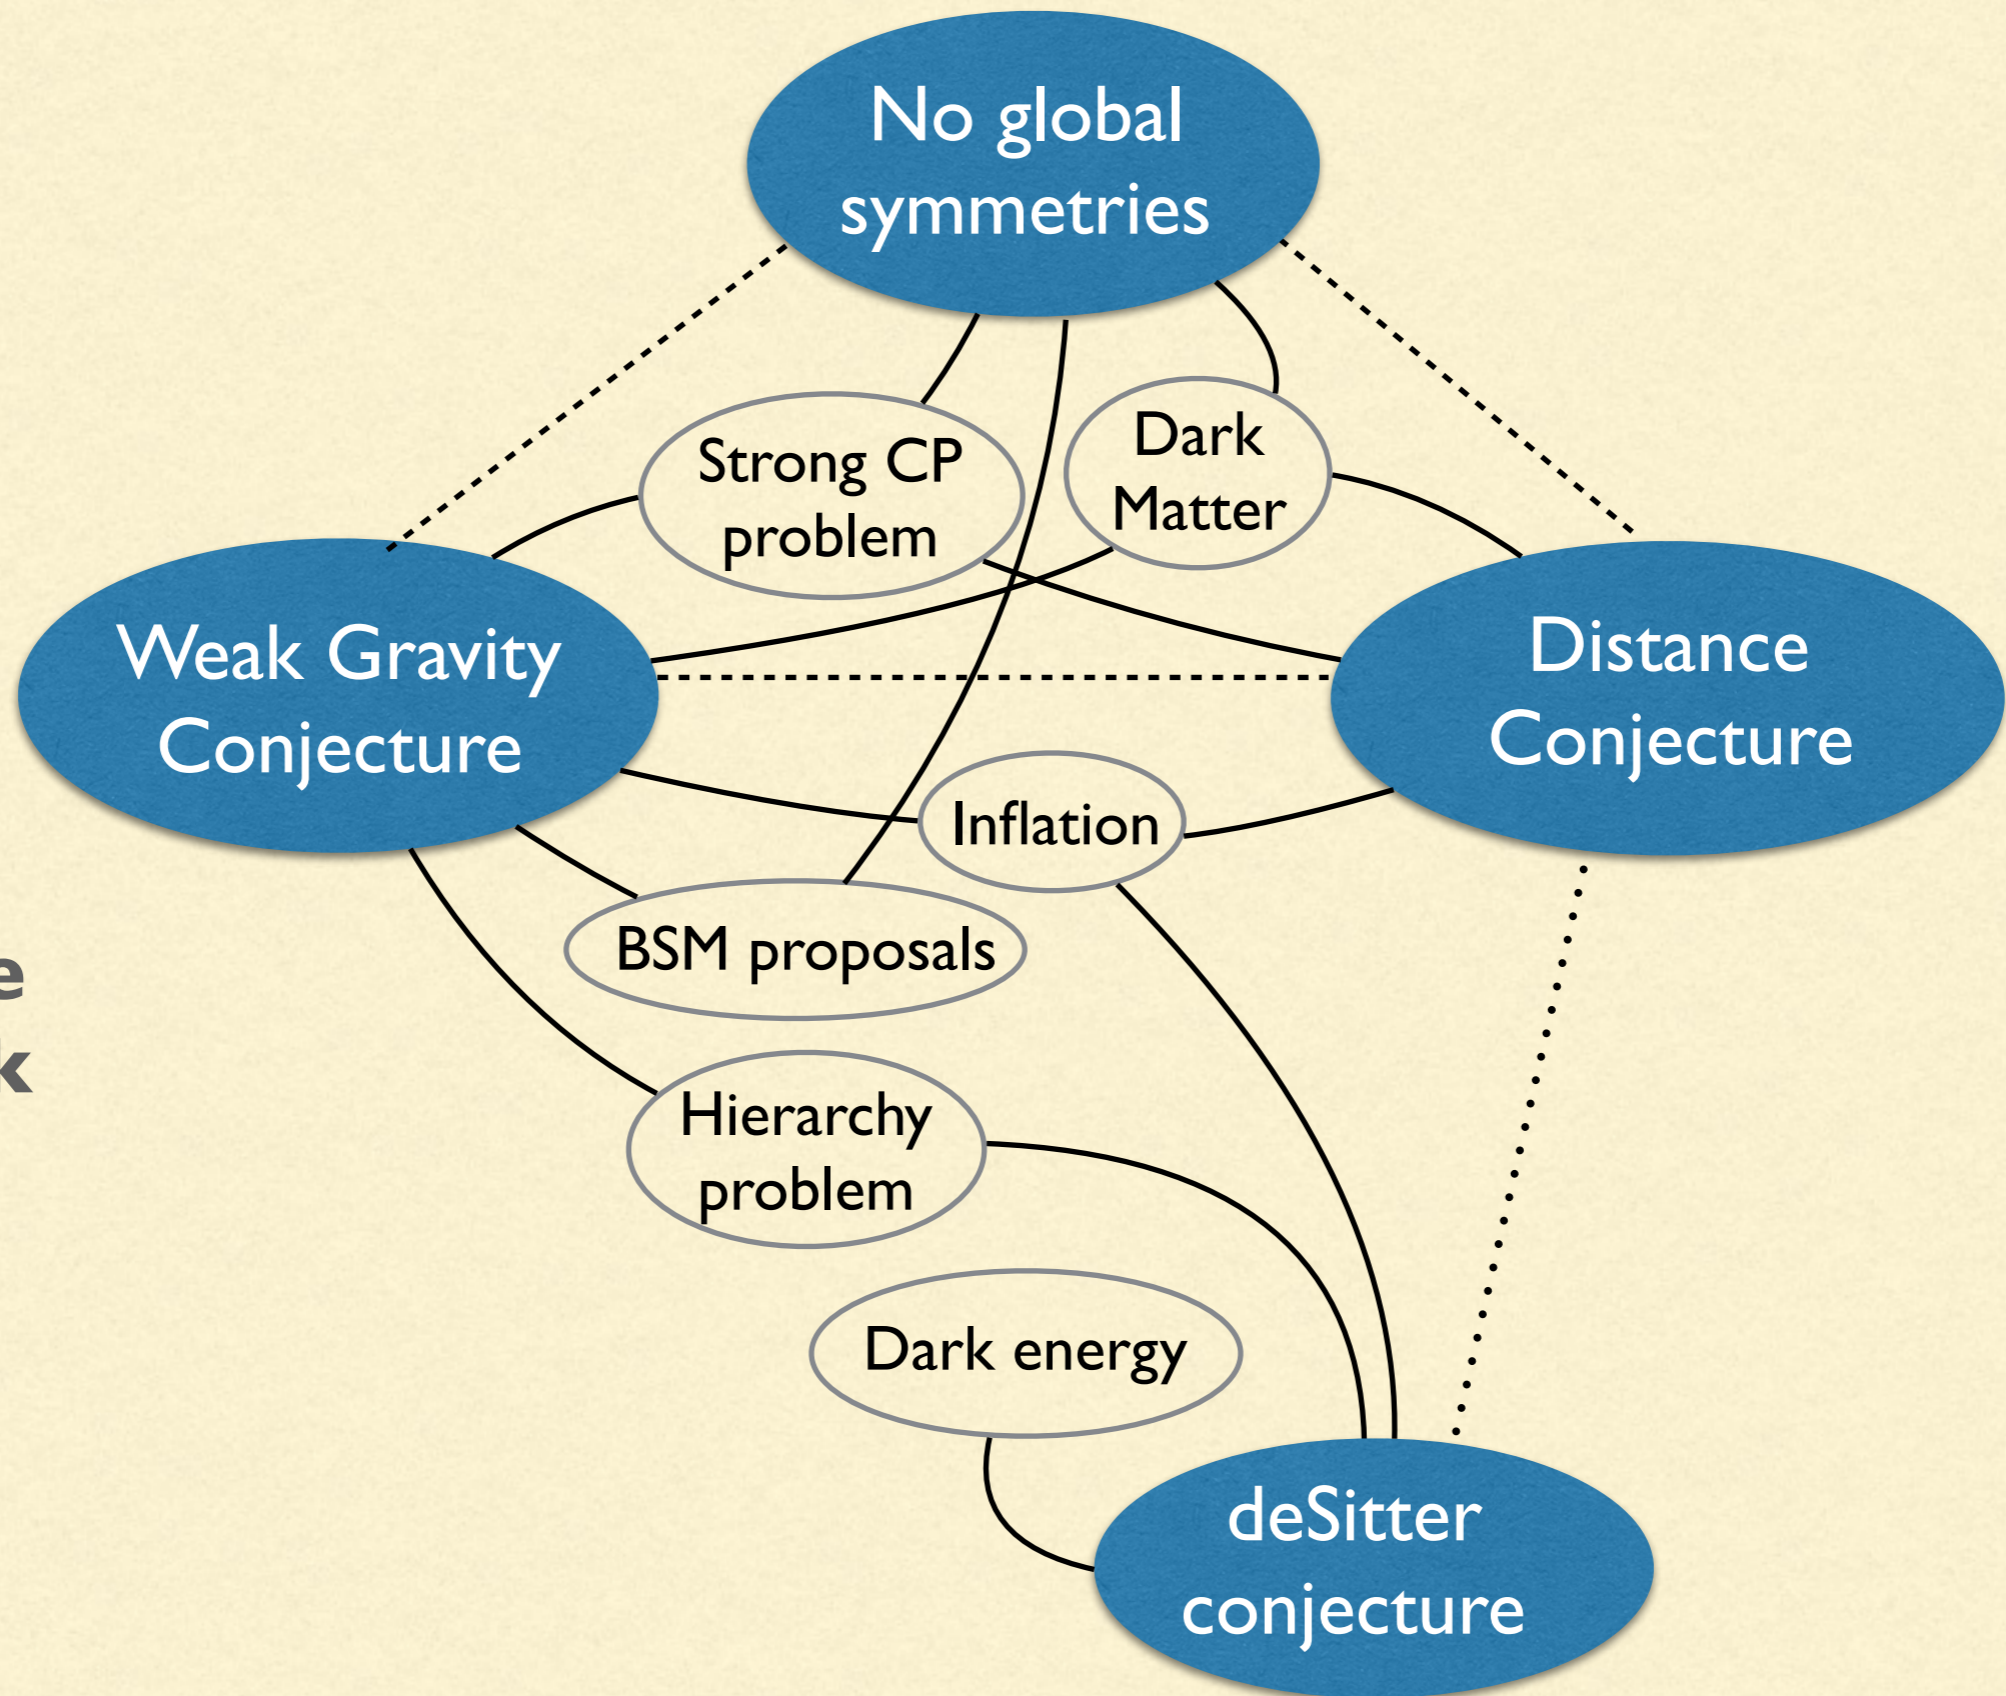 No global
symmetries
Strong CP
problem
Dark
Matter
Weak Gravity
Conjecture
Distance
Conjecture
Inflation
BSM proposals
Hierarchy
problem
Dark energy
deSitter
conjecture